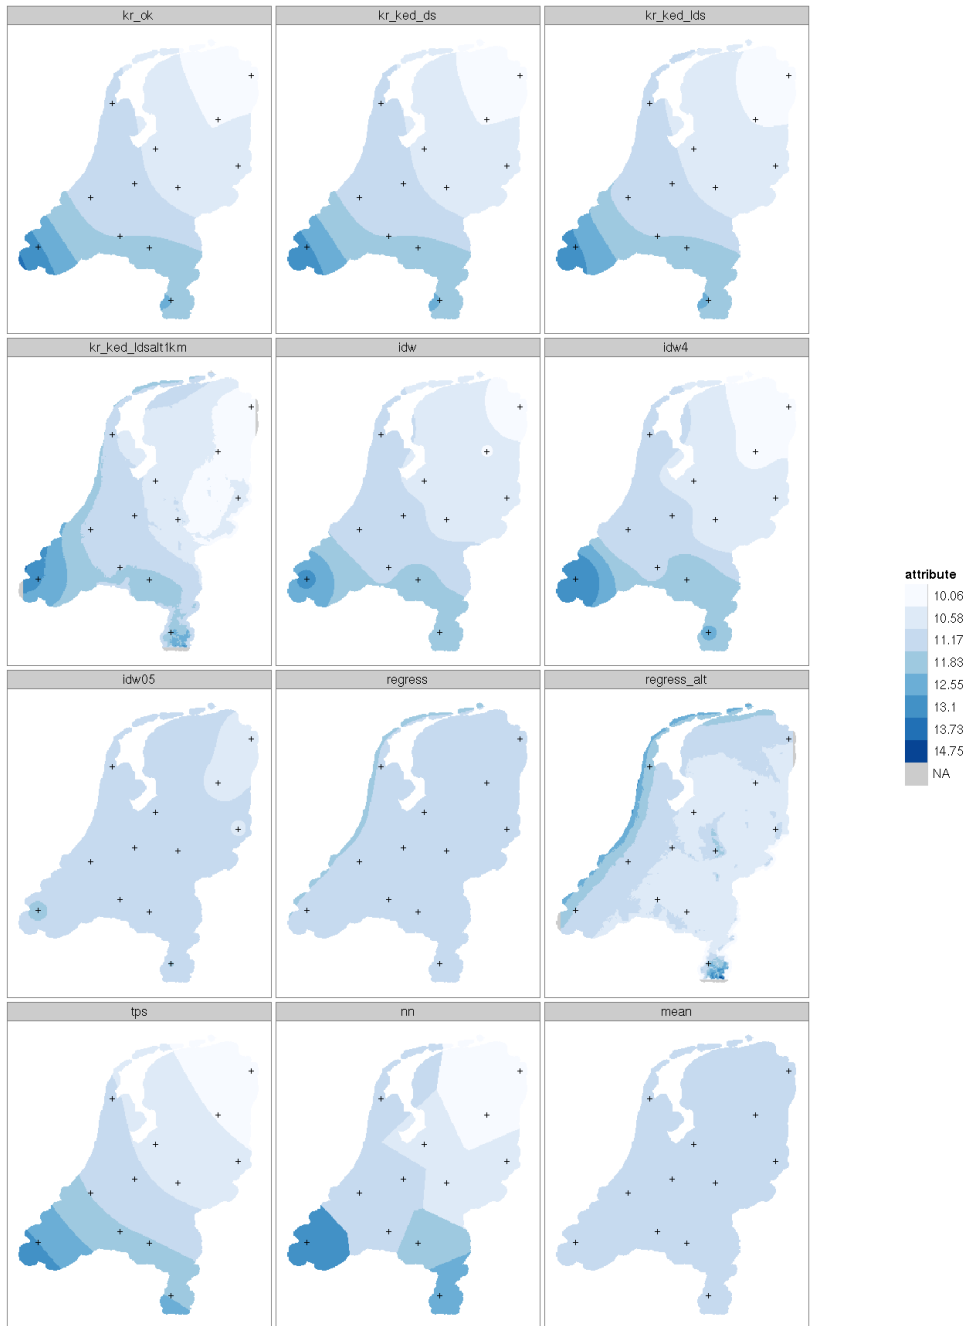 kr_ok
kr_ked_ds
kr_ked_lds
kr_ked_ldsalt1km
idw
idw4
idw05
regress
regress_alt
tps
nn
mean
attribute
10.06
10.58
11.17
11.83
12.55
13.1
13.73
14.75
NA